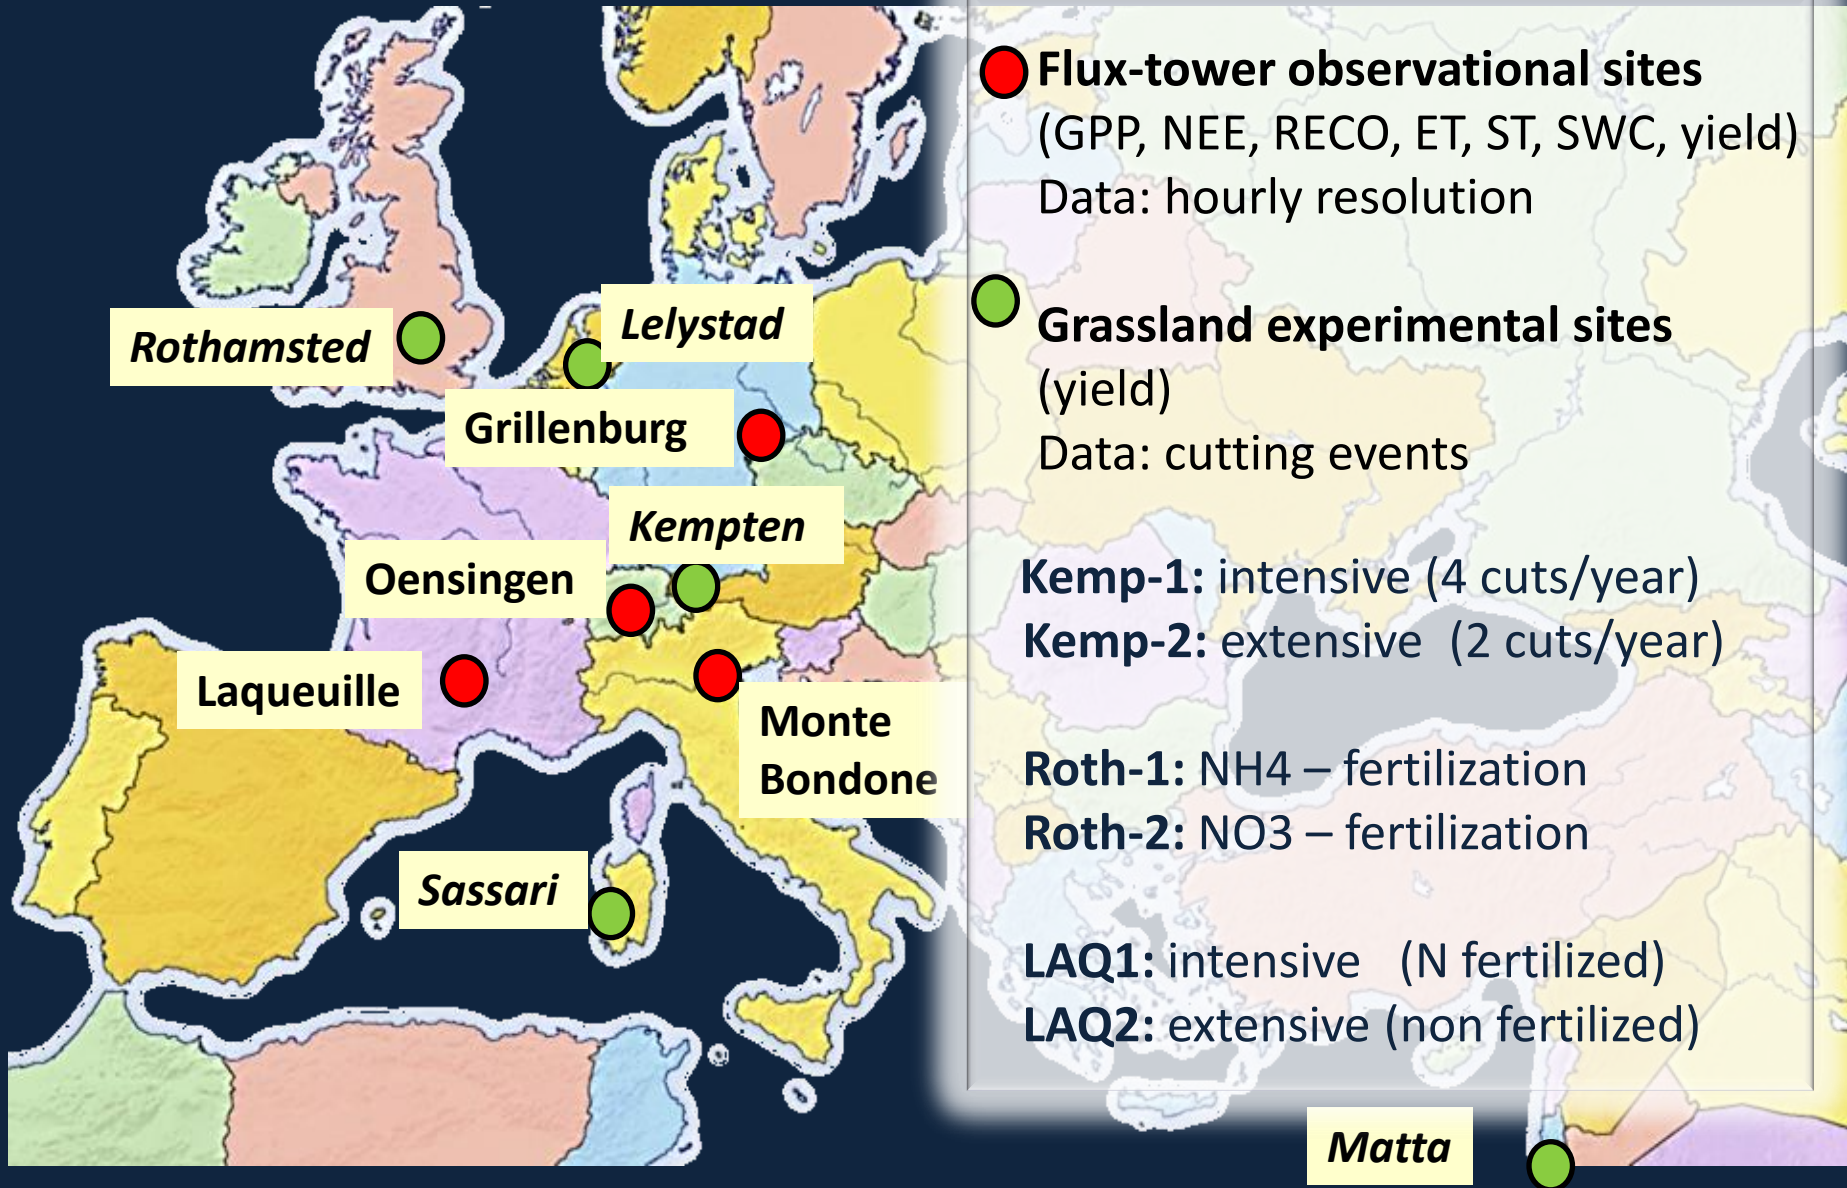 Flux-tower observational sites
(GPP, NEE, RECO, ET, ST, SWC, yield)
Data: hourly resolution
Grassland experimental sites
(yield)
Data: cutting events
Kemp-1: intensive (4 cuts/year)
Kemp-2: extensive (2 cuts/year)
Roth-1: NH4 – fertilization
Roth-2: NO3 – fertilization
LAQ1: intensive (N fertilized)
LAQ2: extensive (non fertilized)
Rothamsted
Lelystad
Grillenburg
Kempten
Oensingen
Laqueuille
Monte
Bondone
Sassari
Matta